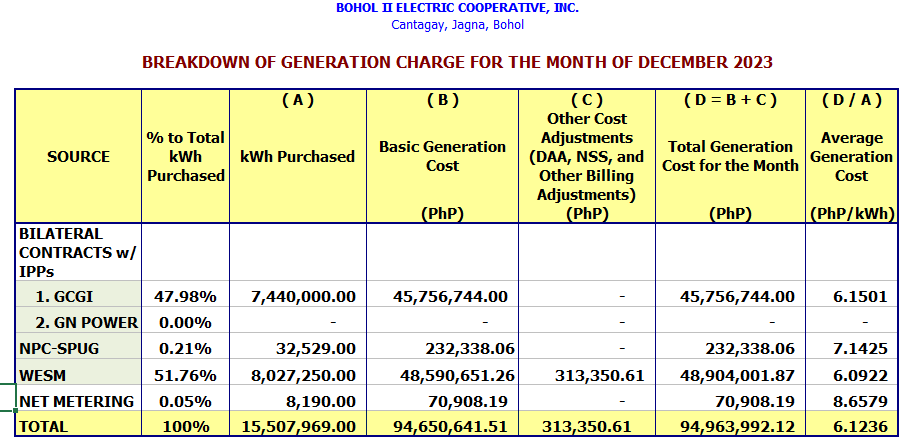 BOHOL II ELECTRIC COOPERATIVE, INC.
Cantagay, Jagna, Bohol
BREAKDOWN OF GENERATION CHARGE FOR THE MONTH OF DECEMBER 2023
SOURCE
% to Total
kWh
Purchased
( A )
kWh Purchased
( B )
Basic Generation
Cost
(PhP)
( C )
Other Cost
Adjustments
(DAA, NSS, and
Other Billing
Adjustments)
(PhP)
( D = B + C )
Total Generation
Cost for the Month
(PhP)
( D / A )
Average
Generation
Cost
(PhP/kWh)
BILATERAL
CONTRACTS w/
IPPs
1. GCGI 47.98% 7,440,000.00 45,756,744.00 - 45,756,744.00 6.1501
2. GN POWER 0.00% - - - - -
NPC-SPUG 0.21% 32,529.00 232,338.06 - 232,338.06 7.1425
WESM 51.76% 8,027,250.00 48,590,651.26 313,350.61 48,904,001.87 6.0922
NET METERING 0.05% 8,190.00 70,908.19 - 70,908.19 8.6579
TOTAL 100% 15,507,969.00 94,650,641.51 313,350.61 94,963,992.12 6.1236